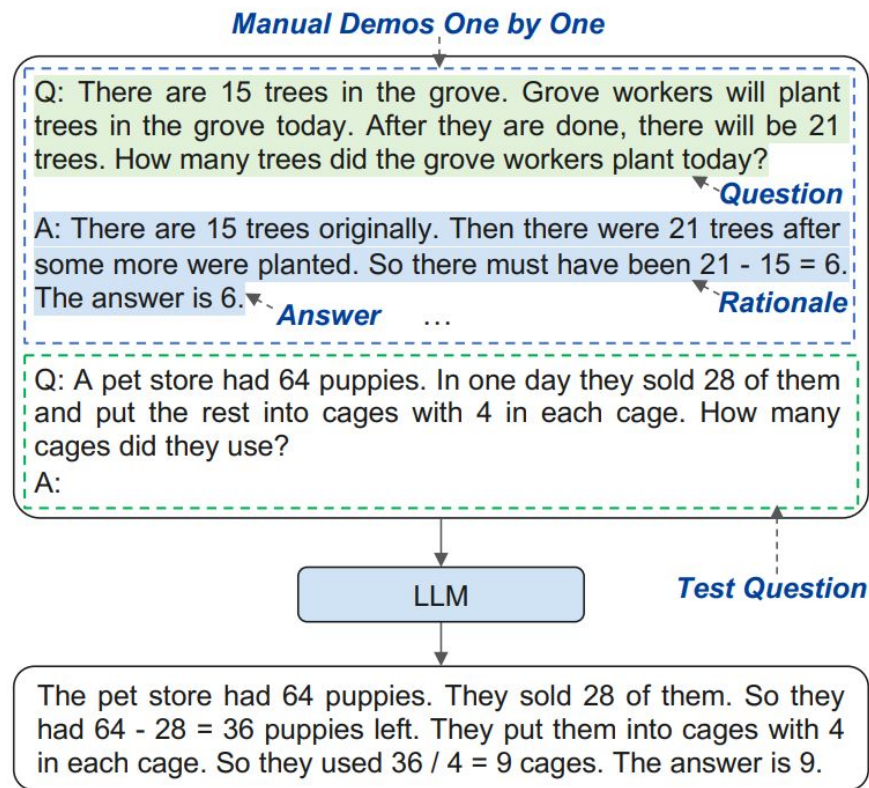 Manual Demos One by One
Q: There are 15 trees in the grove. Grove workers will plant
trees in the grove today. After they are done, there will be 21
trees. How many trees did the grove workers plant today?
Question
A: There are 15 trees originally. Then there were 21 trees after
some more were planted. So there must have been 21 - 15 = 6.
The answer is 6.
Rationale
Answer
...
Q: A pet store had 64 puppies. In one day they sold 28 of them
and put the rest into cages with 4 in each cage. How many
cages did they use?
A:
Test Question
LLM
The pet store had 64 puppies. They sold 28 of them. So they
had 64 - 28 = 36 puppies left. They put them into cages with 4
in each cage. So they used 36 / 4 = 9 cages. The answer is 9.